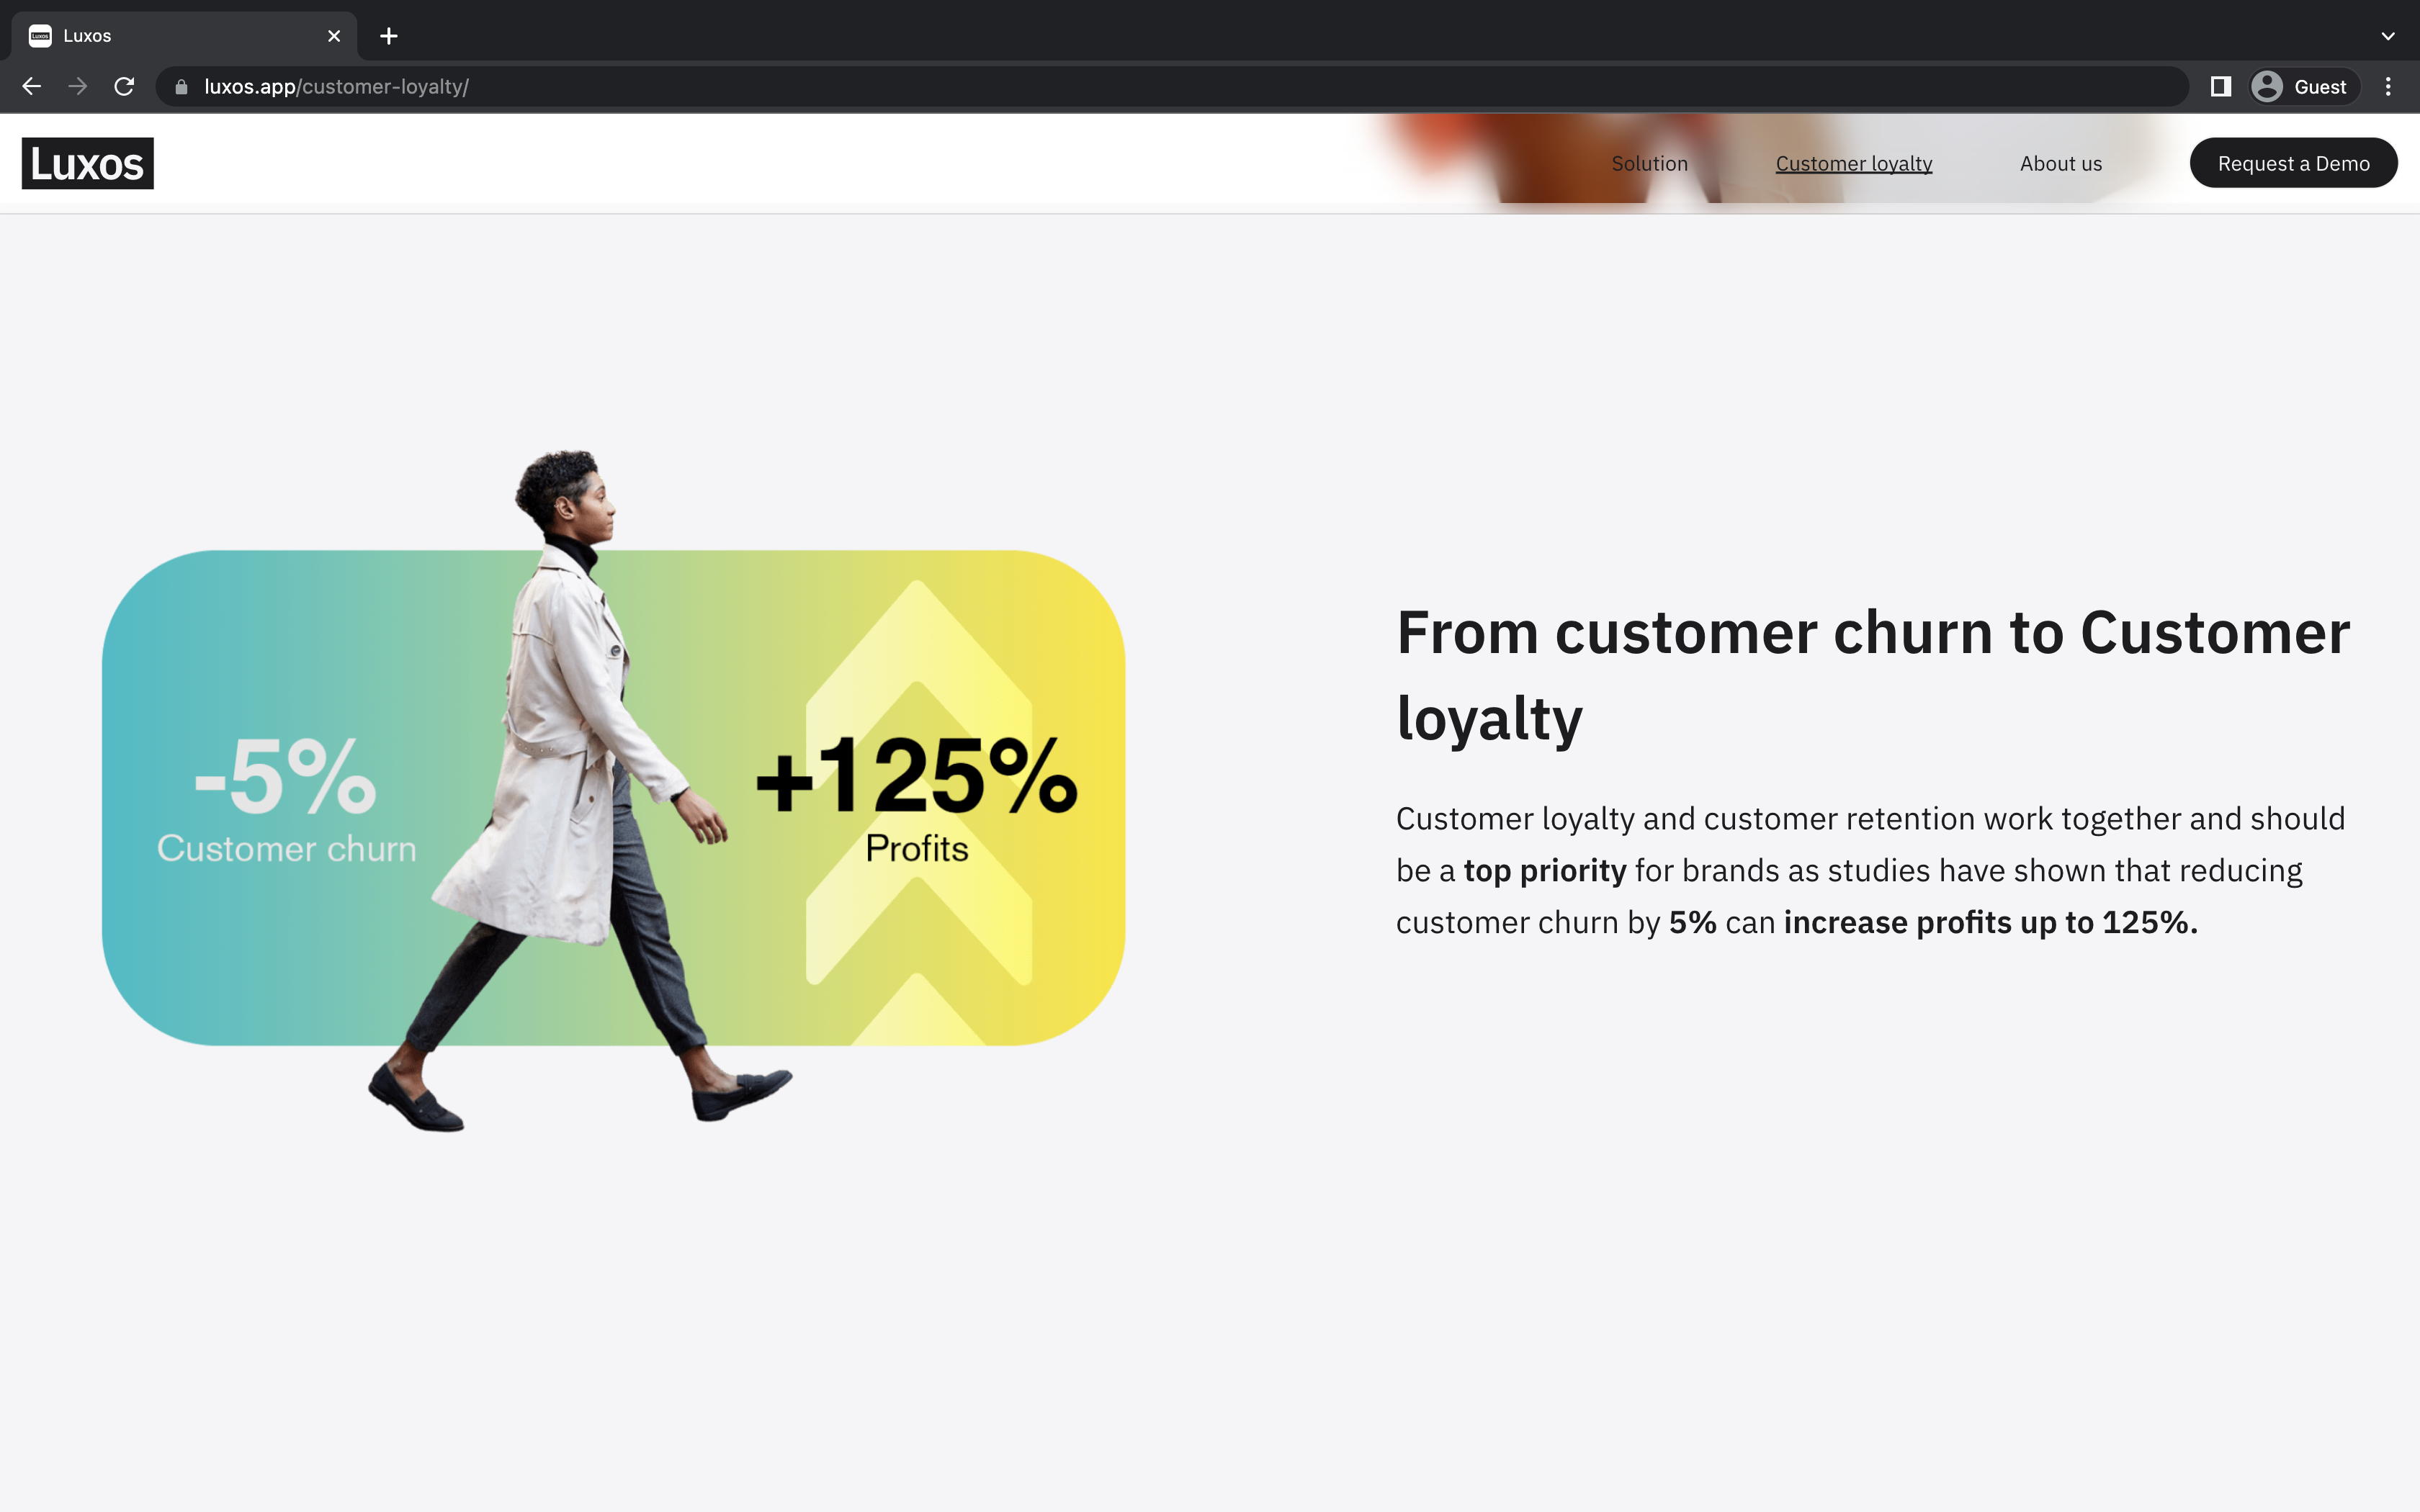 Luxos
luxos.app/customer-loyalty/
Guest
Luxos
Solution
Customer loyalty
About us
Request a Demo
-5%
Customer churn
+125%
Profits
From customer churn to Customer
loyalty
Customer loyalty and customer retention work together and should
be a top priority for brands as studies have shown that reducing
customer churn by 5% can increase profits up to 125%.